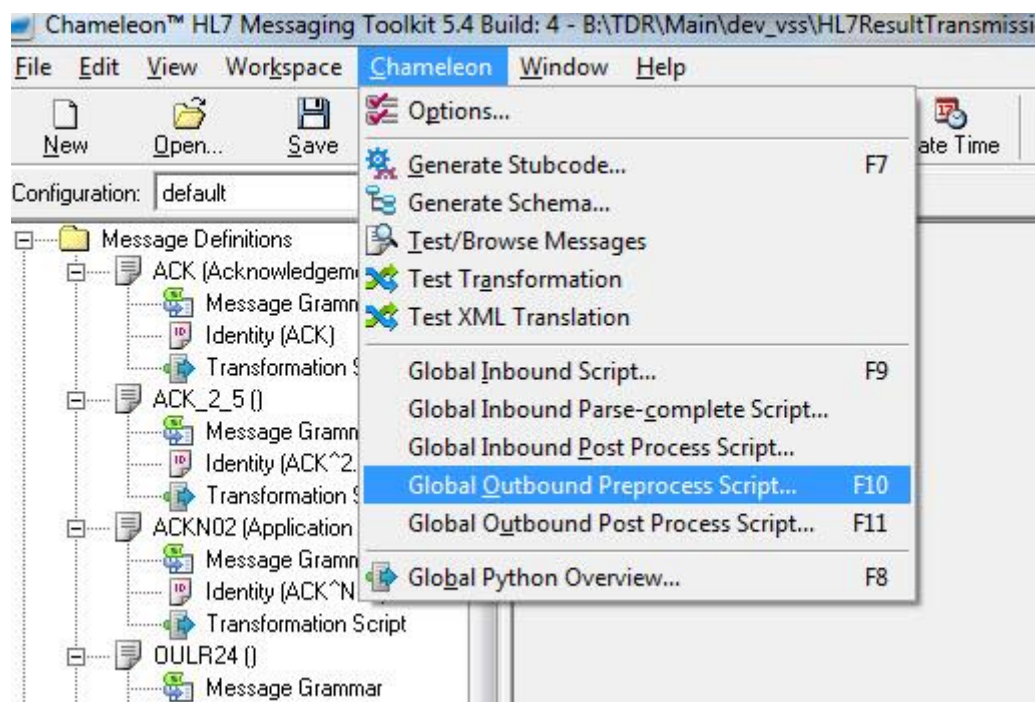 Chameleon™ HL7 Messaging Toolkit 5.4 Build: 4 - B:\TDR\Main\dev_vss\HL7ResultTransmissi
File Edit View Workspace Chameleon Window Help
New Open... Save ate Time
Configuration: default
Options...
Generate Stubcode... F7
Generate Schema...
Test/Browse Messages
Test Transformation
Test XML Translation
Global Inbound Script... F9
Global Inbound Parse-complete Script...
Global Inbound Post Process Script...
Global Outbound Preprocess Script... F10
Global Outbound Post Process Script... F11
Global Python Overview... F8
Message Definitions
ACK (Acknowledgem
Message Gramm
Identity (ACK)
Transformation S
ACK_2_5 ()
Message Gramm
Identity (ACK^2.
Transformation S
ACKN02 (Application
Message Gramm
Identity (ACK^N
Transformation Script
OULR24 ()
Message Grammar